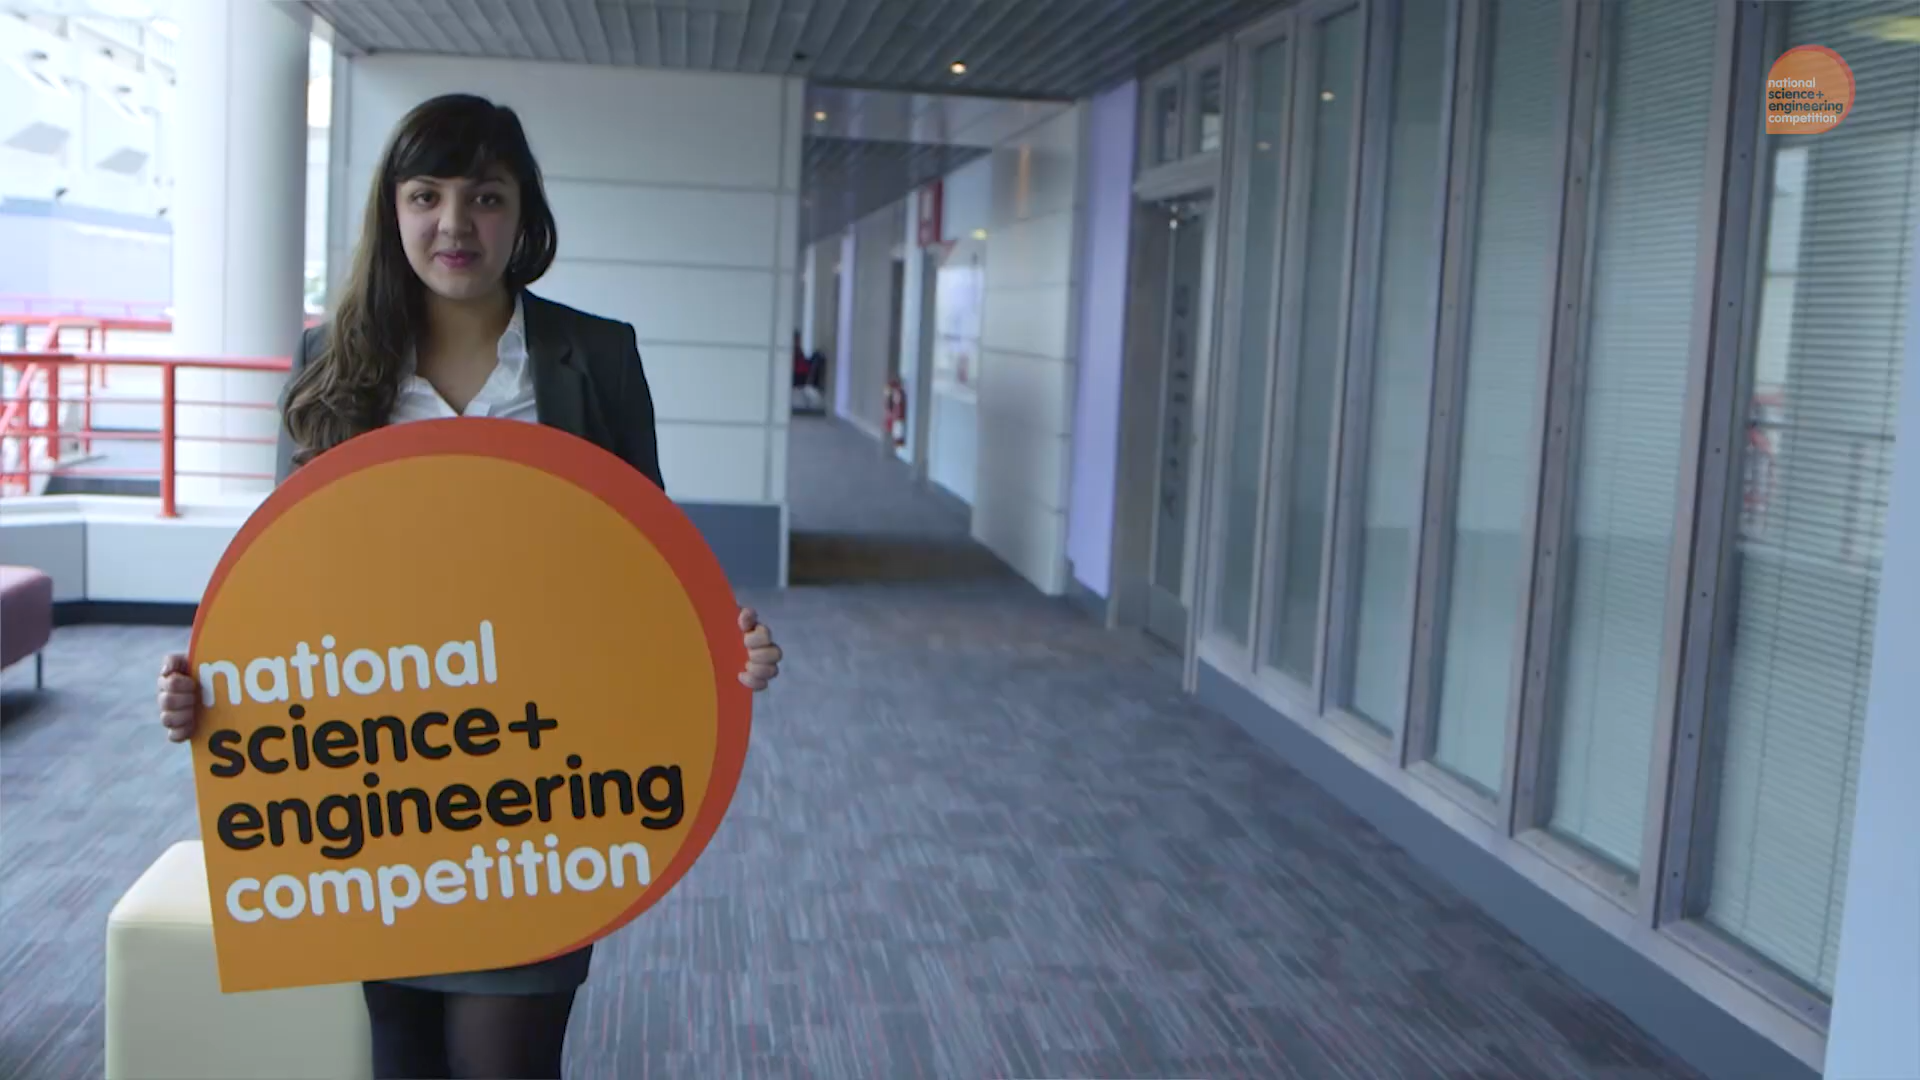 national
science+
engineering
competition
national
science+
engineering
competition